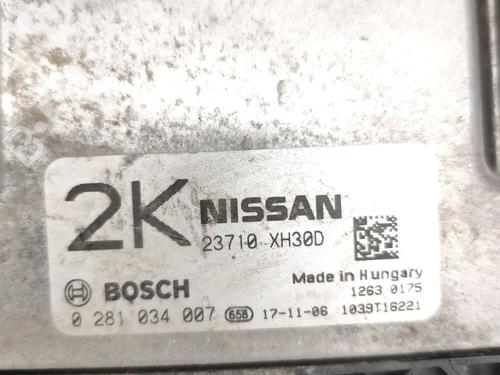 2K NISSAN
23710 XH30D
Made in Hungary
BOSCH 1263 0175
0 281 034 007 658 17-11-06 1039T16221